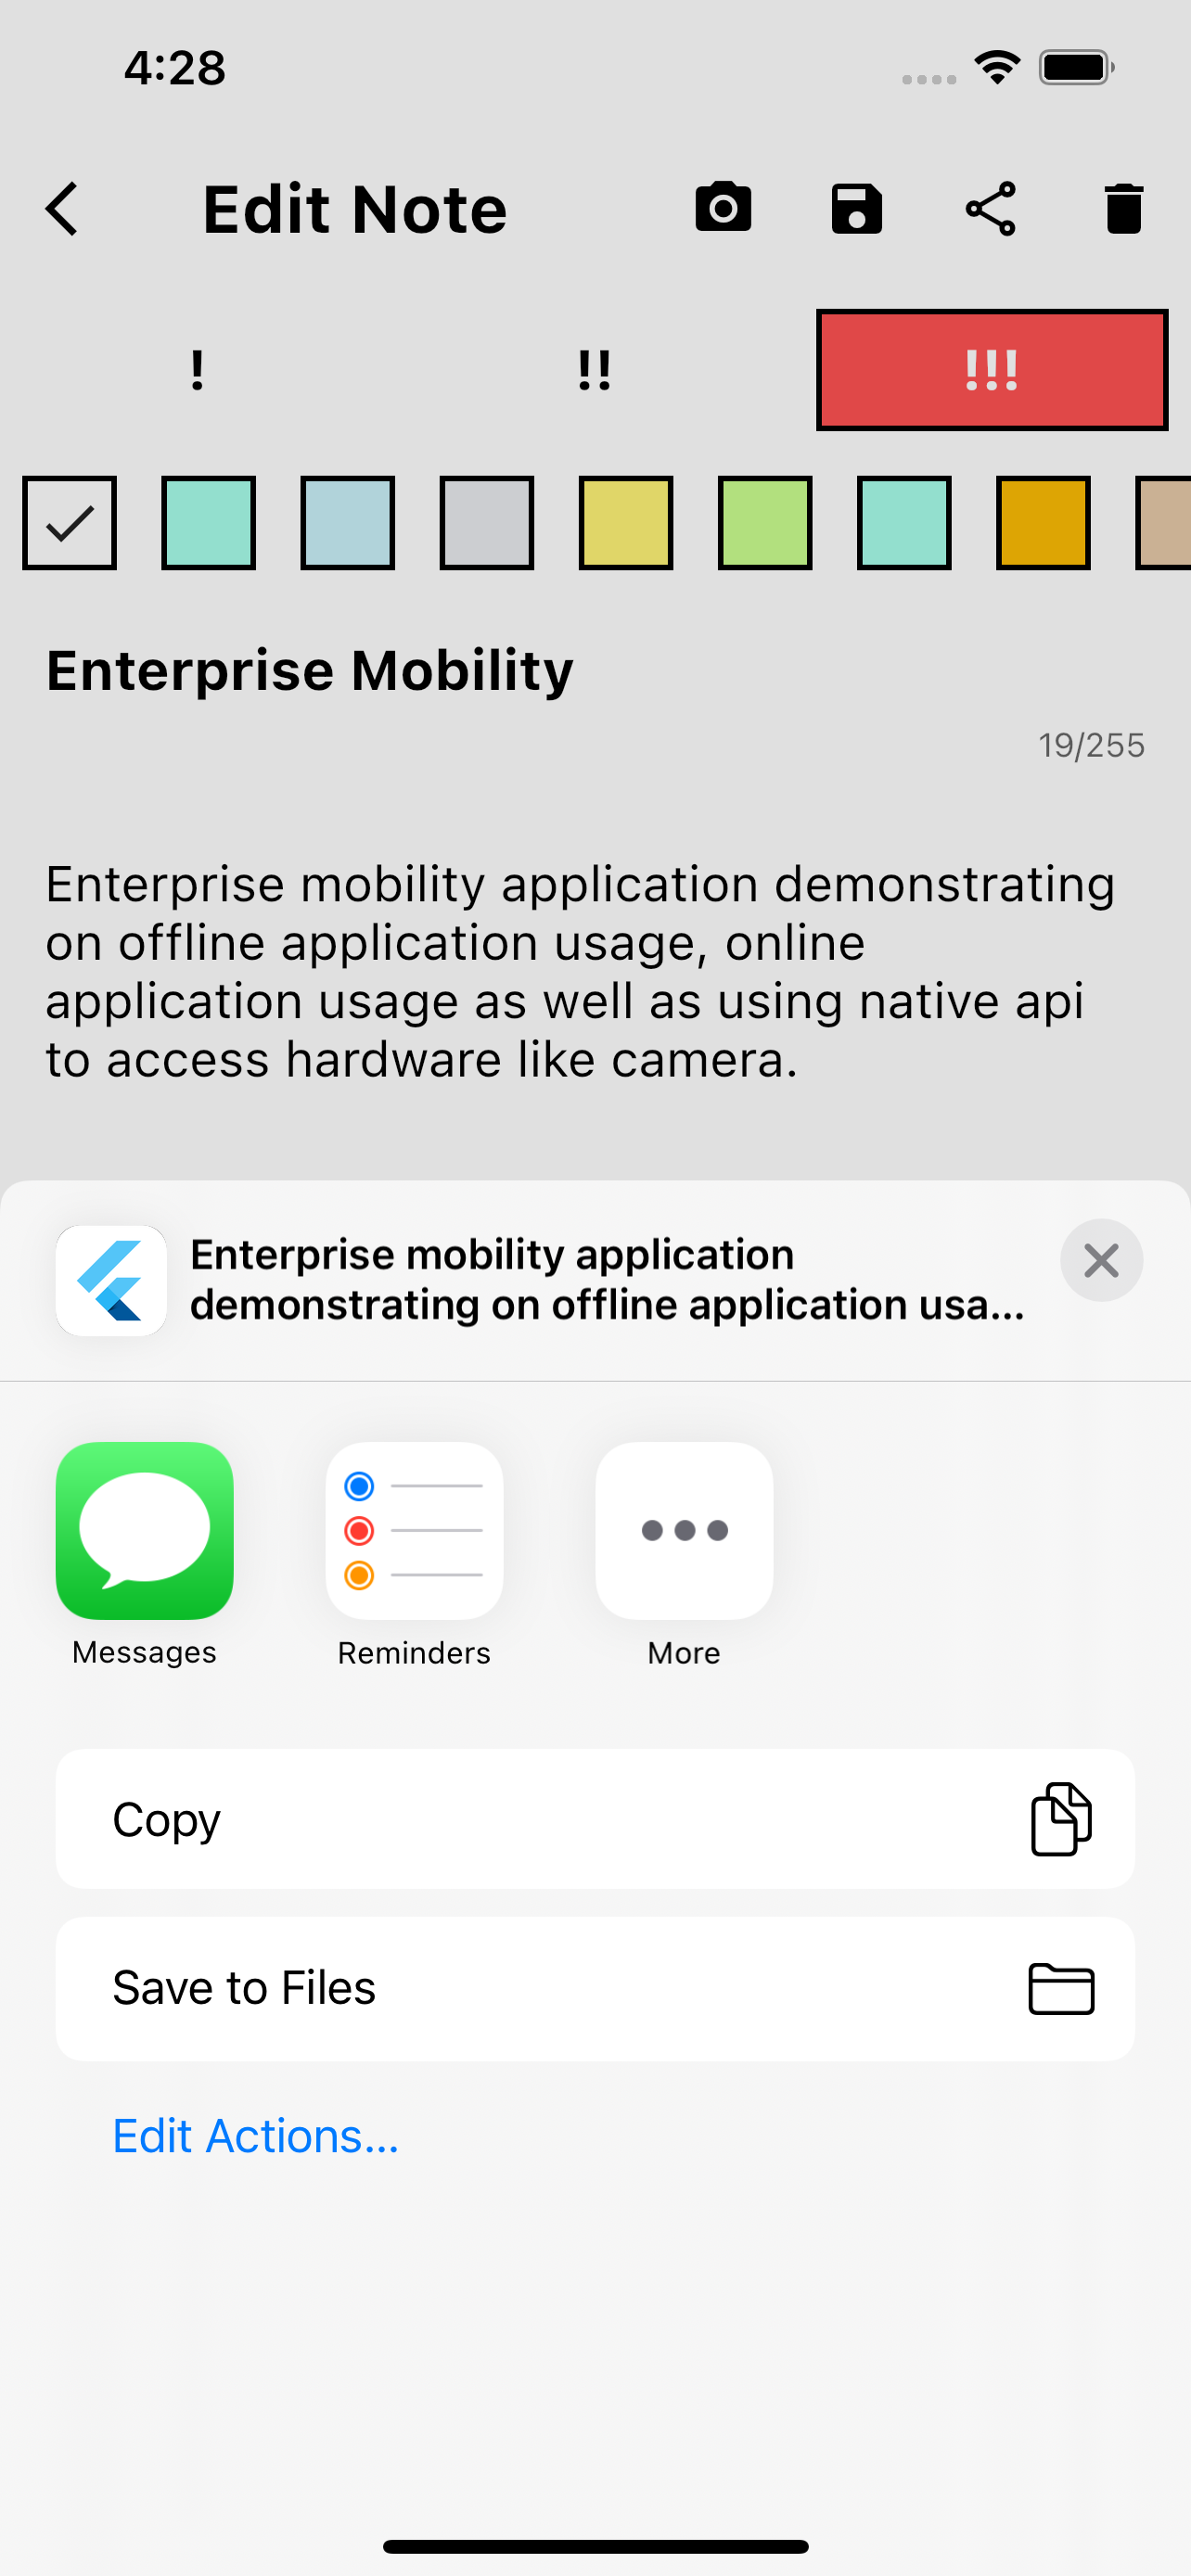 4:28
Edit Note
!
!!
!!!
Enterprise Mobility
19/255
Enterprise mobility application demonstrating
on offline application usage, online
application usage as well as using native api
to access hardware like camera.
Enterprise mobility application
demonstrating on offline application usa...
Messages
Reminders
More
Copy
Save to Files
Edit Actions...